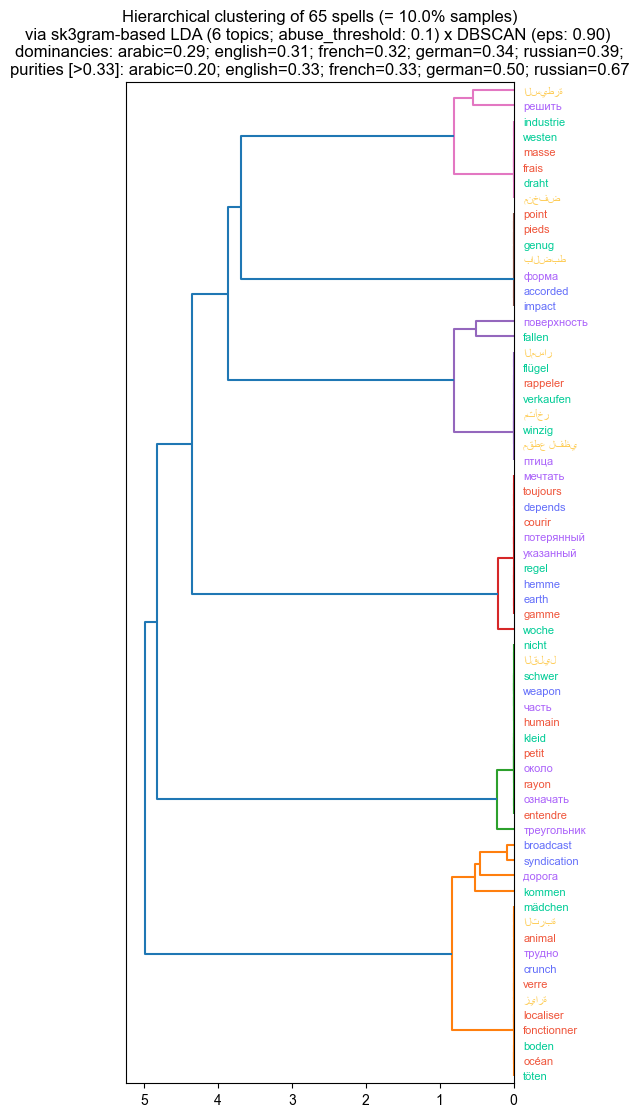 Hierarchical clustering of 65 spells (= 10.0% samples)
via sk3gram-based LDA (6 topics; abuse_threshold: 0.1) x DBSCAN (eps: 0.90)
dominancies: arabic=0.29; english=0.31; french=0.32; german=0.34; russian=0.39;
purities [>0.33]: arabic=0.20; english=0.33; french=0.33; german=0.50; russian=0.67
السيطرة
решить
industrie
westen
masse
frais
draht
منخفض
point
pieds
genug
بالضبط
форма
accorded
impact
поверхность
fallen
المسار
flügel
rappeler
verkaufen
متأخر
winzig
مقطع لفظي
птица
мечтать
toujours
depends
courir
потерянный
указанный
regel
hemme
earth
gamme
woche
nicht
القليل
schwer
weapon
часть
humain
kleid
petit
около
rayon
означать
entendre
треугольник
broadcast
syndication
дорога
kommen
mädchen
التربة
animal
трудно
crunch
verre
زيارة
localiser
fonctionner
boden
océan
töten
5 4 3 2 1 0